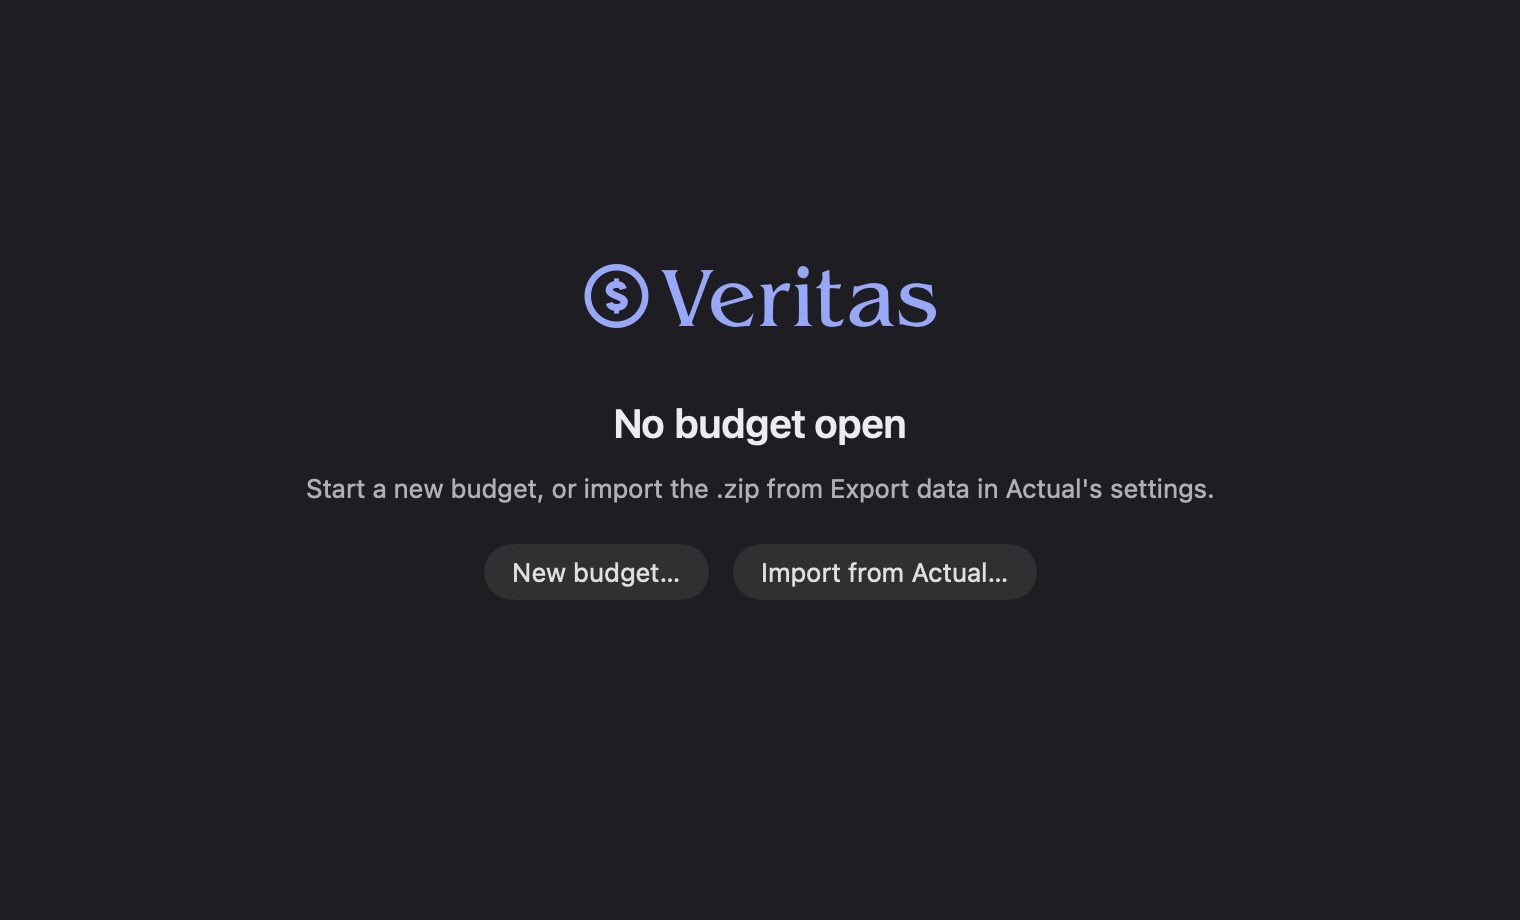 Veritas
No budget open
Start a new budget, or import the .zip from Export data in Actual's settings.
New budget...
Import from Actual...